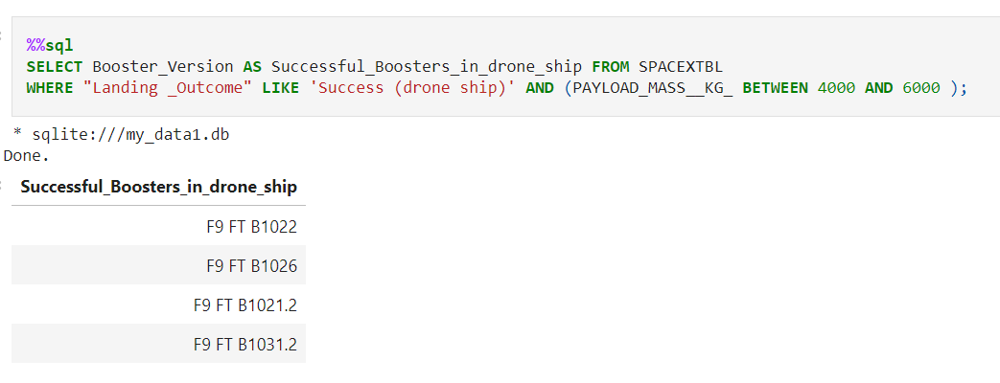 %%sql
SELECT Booster_Version AS Successful_Boosters_in_drone_ship FROM SPACEXTBL
WHERE "Landing _Outcome" LIKE 'Success (drone ship)' AND (PAYLOAD_MASS__KG_ BETWEEN 4000 AND 6000 );
* sqlite:///my_data1.db
Done.
Successful_Boosters_in_drone_ship
F9 FT B1022
F9 FT B1026
F9 FT B1021.2
F9 FT B1031.2